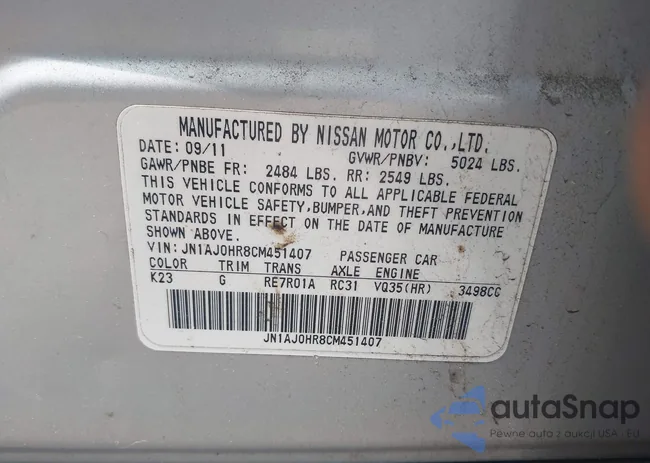 MANUFACTURED BY NISSAN MOTOR CO.,LTD.
DATE: 09/11 GVWR/PNBV: 5024 LBS.
GAWR/PNBE FR: 2484 LBS. RR: 2549 LBS.
THIS VEHICLE CONFORMS TO ALL APPLICABLE FEDERAL
MOTOR VEHICLE SAFETY,BUMPER,AND THEFT PREVENTION
STANDARDS IN EFFECT ON THE DATE OF MANUFACTURE
SHOWN ABOVE.
VIN: JN1AJ0HR8CM451407 PASSENGER CAR
COLOR TRIM TRANS AXLE ENGINE
K23 G RE7R01A RC31 VQ35(HR) 3498CC
JN1AJ0HR8CM451407
autaSnap
Pewne auta z aukcji USA i EU